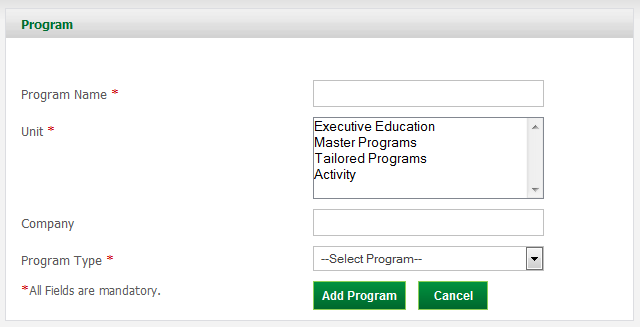 Program
Program Name *
Unit *
Executive Education
Master Programs
Tailored Programs
Activity
Company
Program Type *
--Select Program--
*All Fields are mandatory.
Add Program
Cancel